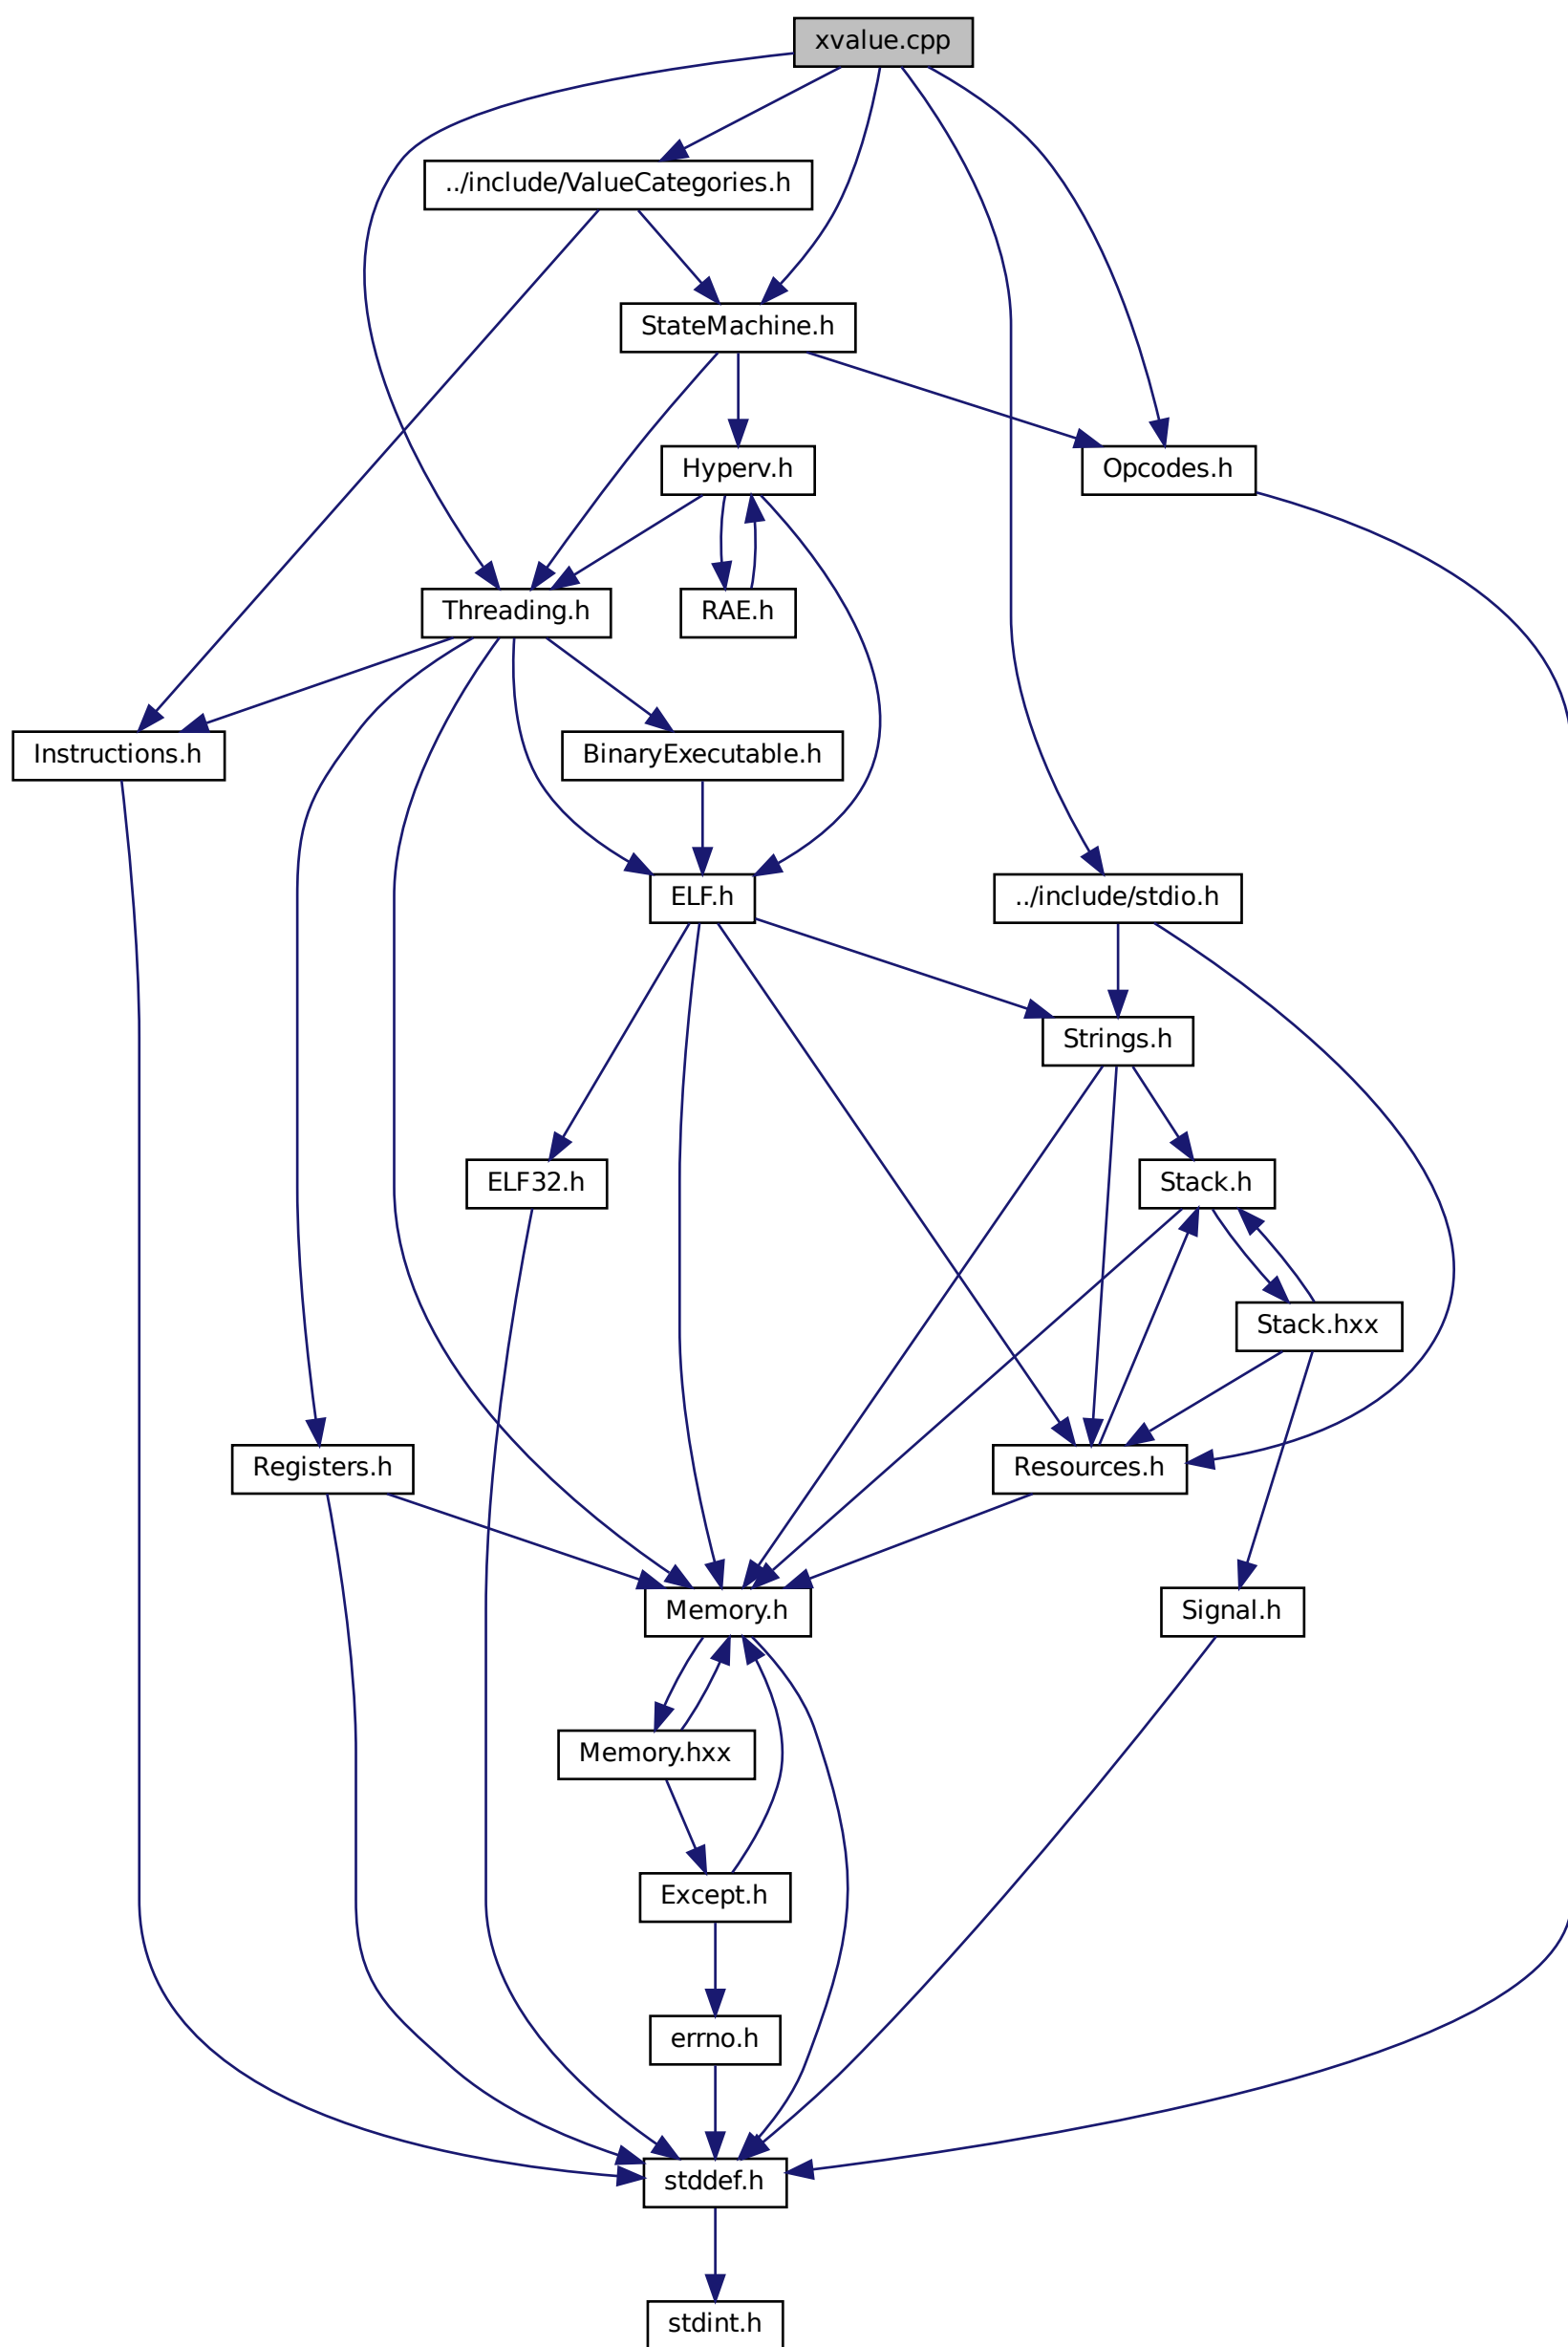 xvalue.cpp
../include/ValueCategories.h
StateMachine.h
Hyperv.h
Opcodes.h
Threading.h
RAE.h
Instructions.h
BinaryExecutable.h
ELF.h
../include/stdio.h
Strings.h
ELF32.h
Stack.h
Stack.hxx
Registers.h
Resources.h
Memory.h
Signal.h
Memory.hxx
Except.h
errno.h
stddef.h
stdint.h